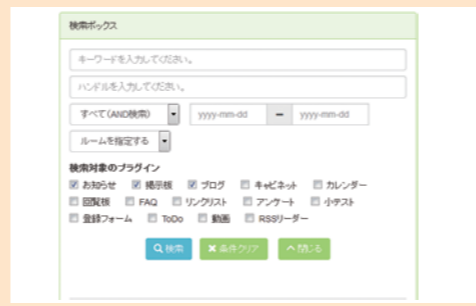 検索ボックス
キーワードを入力してください。
ハンドルを入力してください。
すべて(AND検索) yyyy-mm-dd ー yyyy-mm-dd
ルームを指定する
検索対象のプラグイン
お知らせ 掲示板 ブログ キャビネット カレンダー
回覧板 FAQ リンクリスト アンケート 小テスト
登録フォーム ToDo 動画 RSSリーダー
検索 条件クリア 閉じる